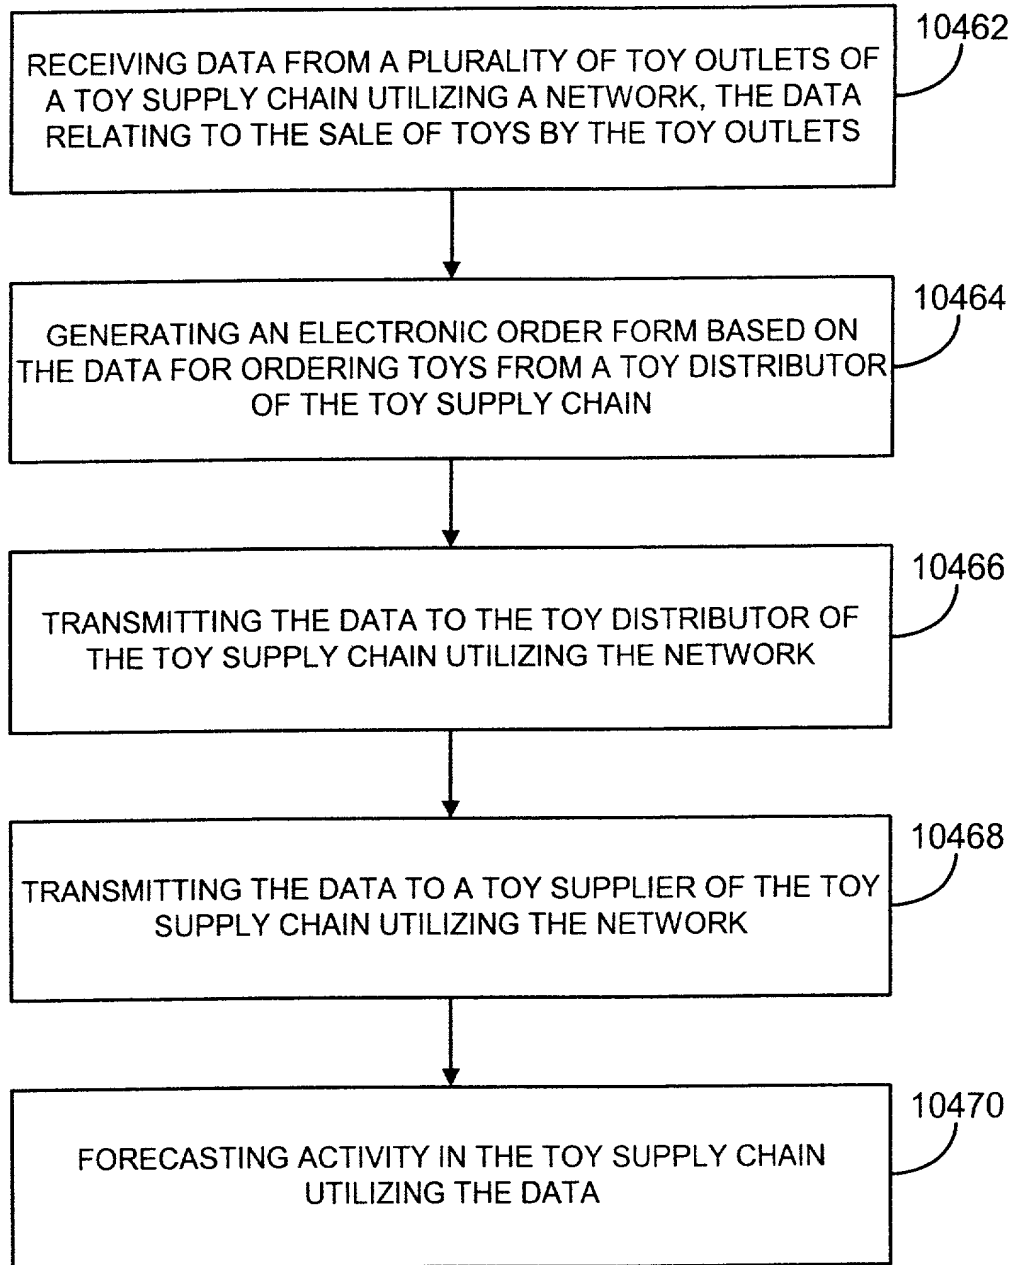 10462
RECEIVING DATA FROM A PLURALITY OF TOY OUTLETS OF
A TOY SUPPLY CHAIN UTILIZING A NETWORK, THE DATA
RELATING TO THE SALE OF TOYS BY THE TOY OUTLETS
10464
GENERATING AN ELECTRONIC ORDER FORM BASED ON
THE DATA FOR ORDERING TOYS FROM A TOY DISTRIBUTOR
OF THE TOY SUPPLY CHAIN
10466
TRANSMITTING THE DATA TO THE TOY DISTRIBUTOR OF
THE TOY SUPPLY CHAIN UTILIZING THE NETWORK
10468
TRANSMITTING THE DATA TO A TOY SUPPLIER OF THE TOY
SUPPLY CHAIN UTILIZING THE NETWORK
10470
FORECASTING ACTIVITY IN THE TOY SUPPLY CHAIN
UTILIZING THE DATA